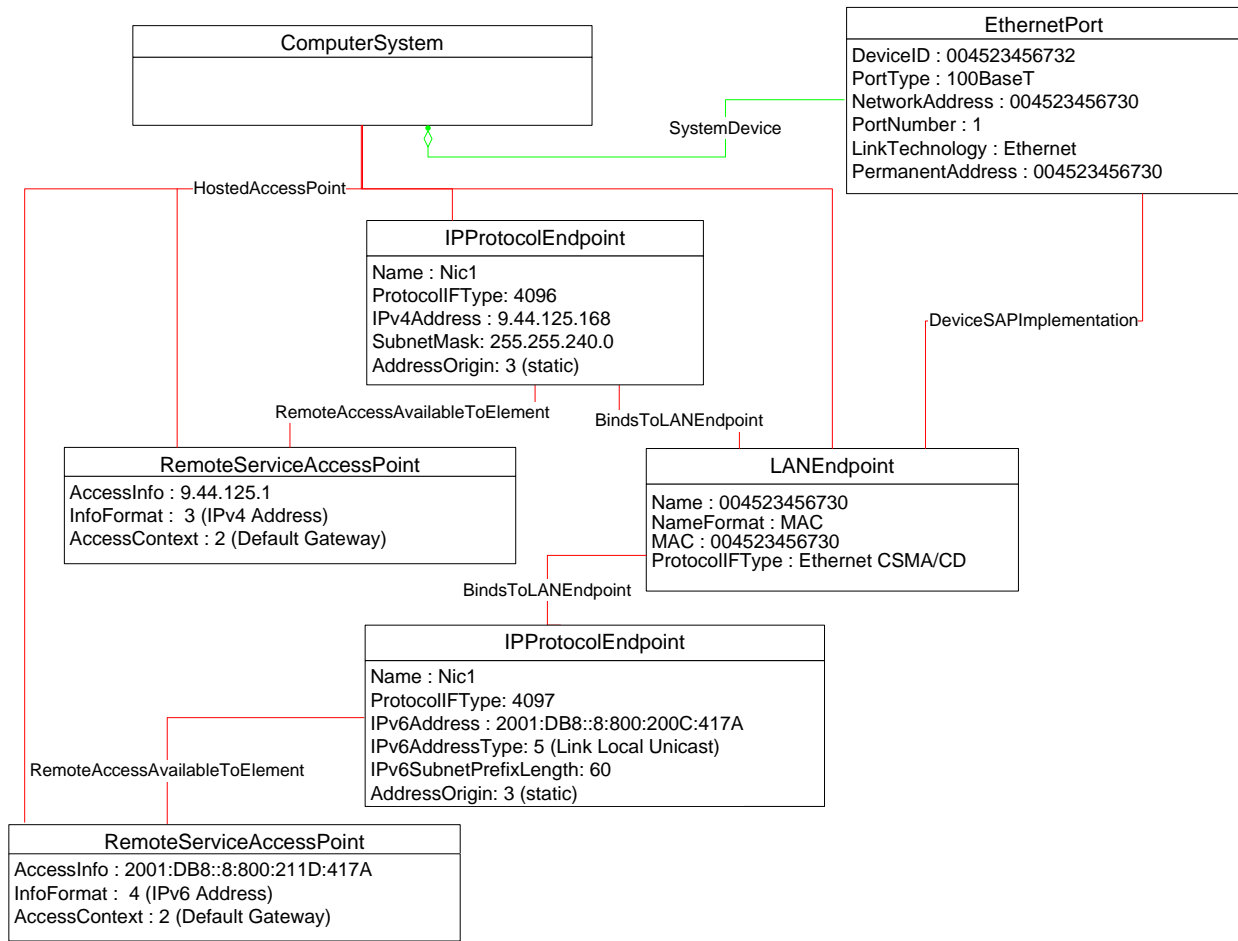 ComputerSystem
EthernetPort
DeviceID : 004523456732
PortType : 100BaseT
NetworkAddress : 004523456730
PortNumber : 1
LinkTechnology : Ethernet
PermanentAddress : 004523456730
SystemDevice
HostedAccessPoint
IPProtocolEndpoint
Name : Nic1
ProtocolIFType: 4096
IPv4Address : 9.44.125.168
SubnetMask: 255.255.240.0
AddressOrigin: 3 (static)
DeviceSAPImplementation
RemoteAccessAvailableToElement
BindsToLANEndpoint
RemoteServiceAccessPoint
AccessInfo : 9.44.125.1
InfoFormat :  3 (IPv4 Address)
AccessContext : 2 (Default Gateway)
LANEndpoint
Name : 004523456730
NameFormat : MAC
MAC : 004523456730
ProtocolIFType : Ethernet CSMA/CD
BindsToLANEndpoint
IPProtocolEndpoint
Name : Nic1
ProtocolIFType: 4097
IPv6Address : 2001:DB8::8:800:200C:417A
IPv6AddressType: 5 (Link Local Unicast)
IPv6SubnetPrefixLength: 60
AddressOrigin: 3 (static)
RemoteAccessAvailableToElement
RemoteServiceAccessPoint
AccessInfo : 2001:DB8::8:800:211D:417A
InfoFormat :  4 (IPv6 Address)
AccessContext : 2 (Default Gateway)